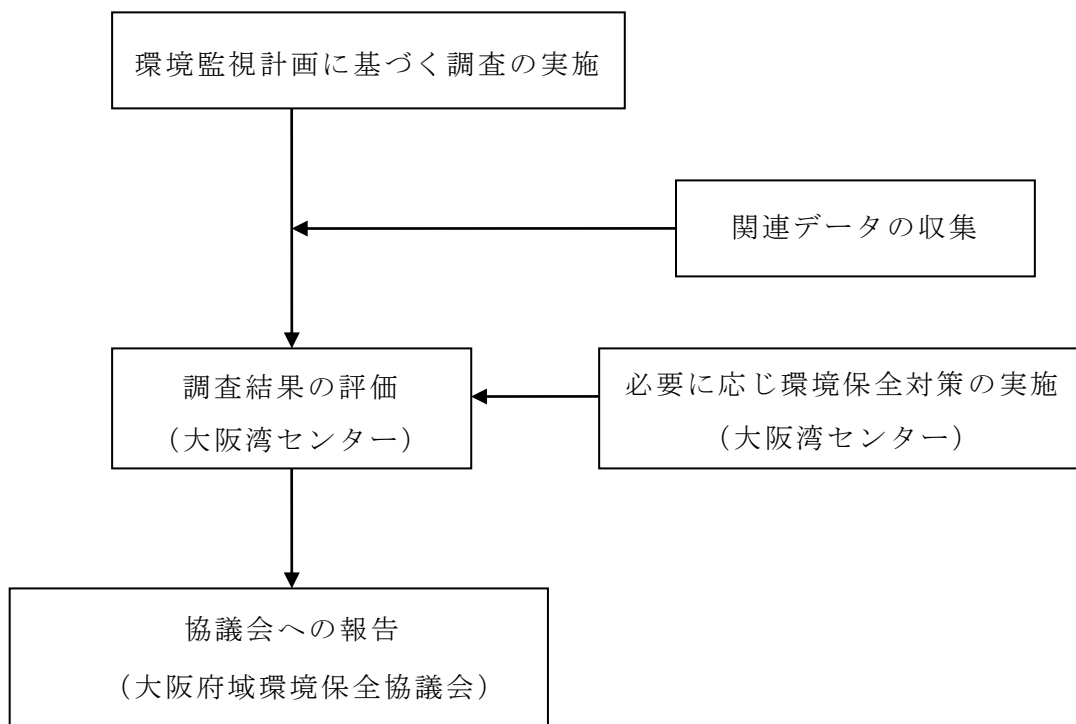 環境監視計画に基づく調査の実施
関連データの収集
調査結果の評価
（大阪湾センター）
必要に応じ環境保全対策の実施
（大阪湾センター）
協議会への報告
（大阪府域環境保全協議会）